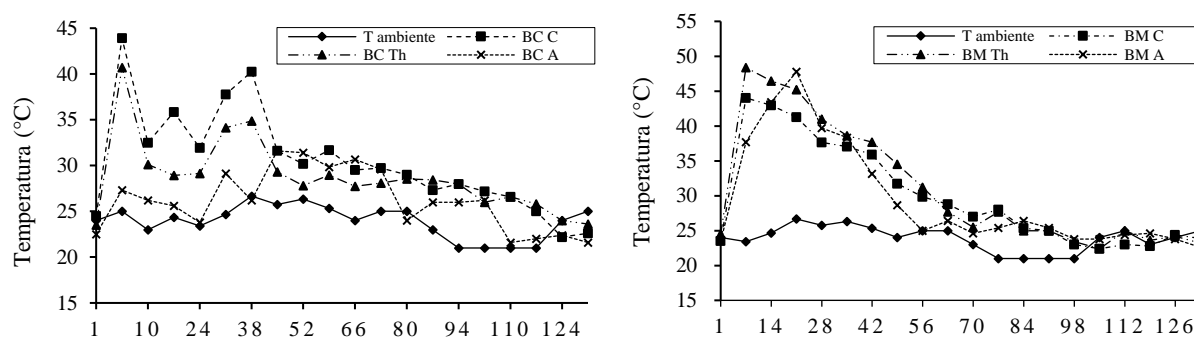 45
40
35
30
25
20
15
Temperatura (°C)
T ambiente
BC C
BC Th
BC A
1 10 24 38 52 66 80 94 110 124
55
50
45
40
35
30
25
20
15
Temperatura (°C)
T ambiente
BM C
BM Th
BM A
1 14 28 42 56 70 84 98 112 126